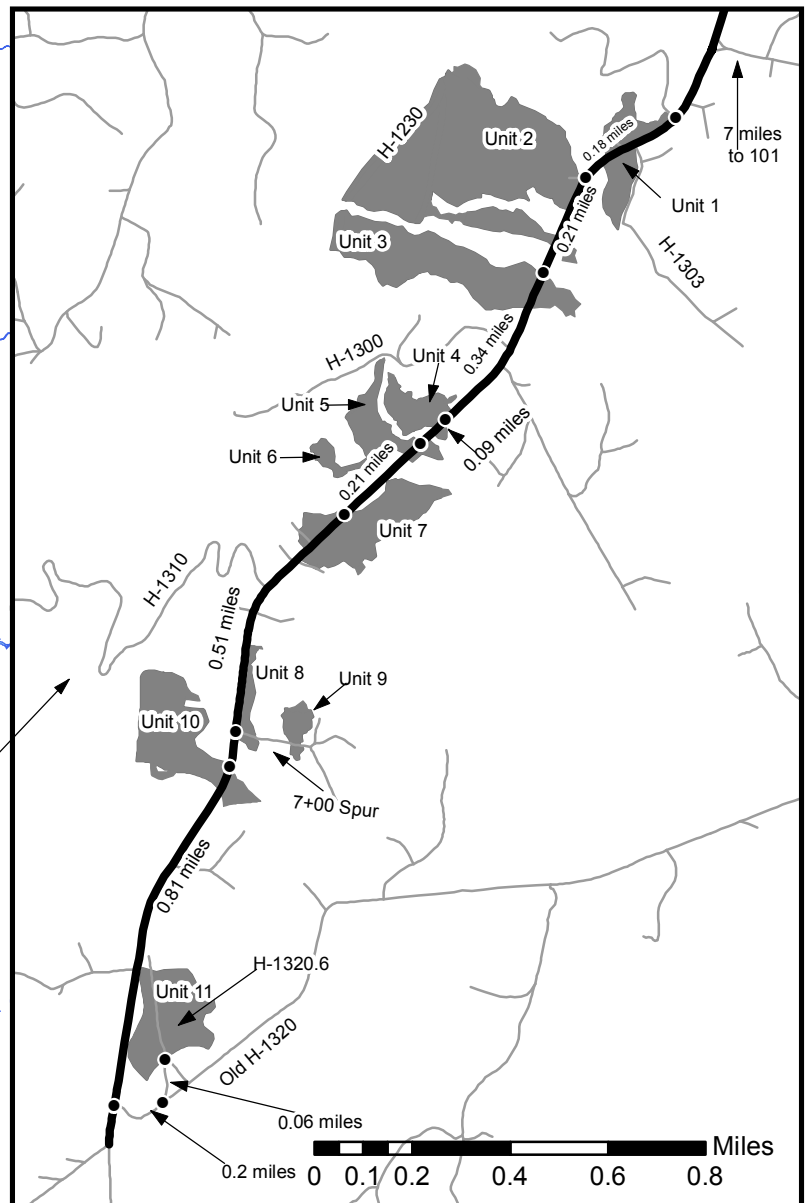 H-1230
Unit 2
0.18 miles
7 miles
to 101
Unit 1
0.21 miles
Unit 3
H-1303
H-1300
Unit 4
0.34 miles
Unit 5
0.09 miles
Unit 6
0.21 miles
Unit 7
H-1310
0.51 miles
Unit 8
Unit 9
Unit 10
7+00 Spur
0.81 miles
H-1320.6
Unit 11
Old H-1320
0.06 miles
0.2 miles
Miles
0 0.1 0.2 0.4 0.6 0.8